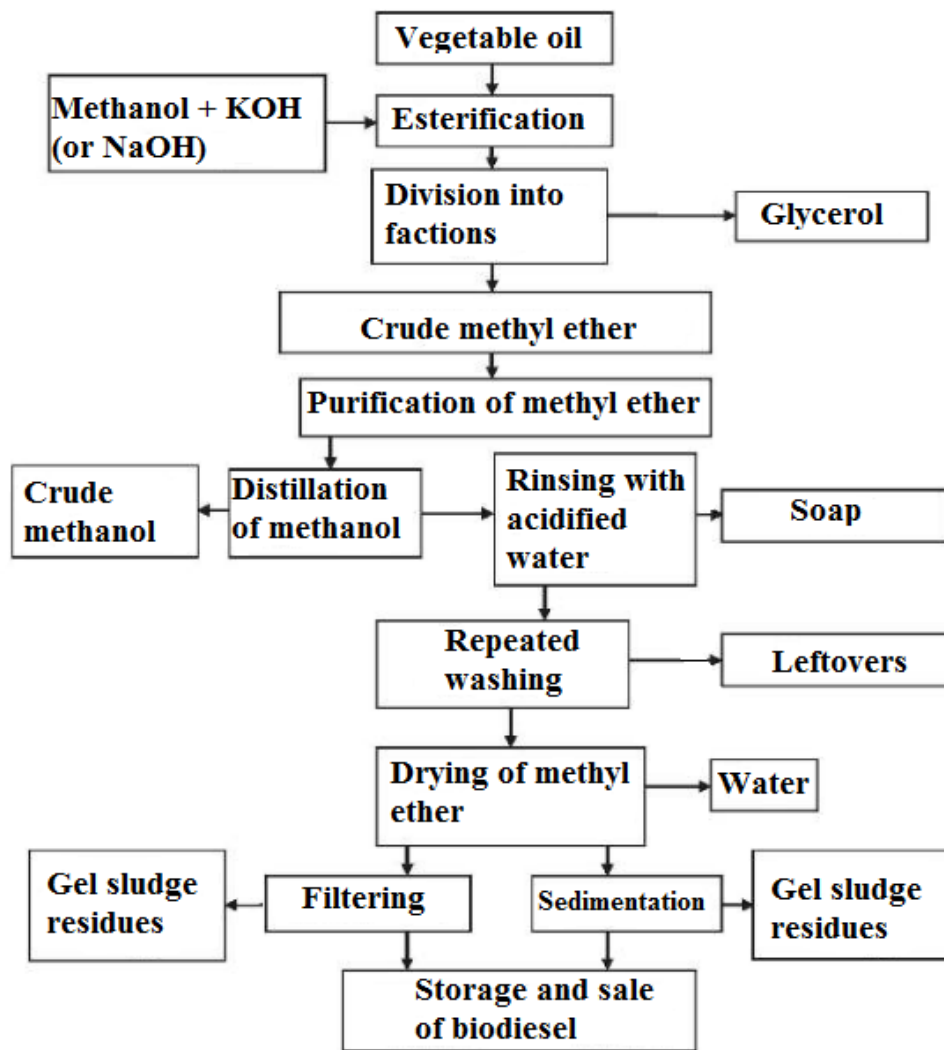 Vegetable oil
Methanol + KOH
(or NaOH)
Esterification
Division into
factions
Glycerol
Crude methyl ether
Purification of methyl ether
Crude
methanol
Distillation
of methanol
Rinsing with
acidified
water
Soap
Repeated
washing
Leftovers
Drying of methyl
ether
Water
Gel sludge
residues
Filtering
Sedimentation
Gel sludge
residues
Storage and sale
of biodiesel